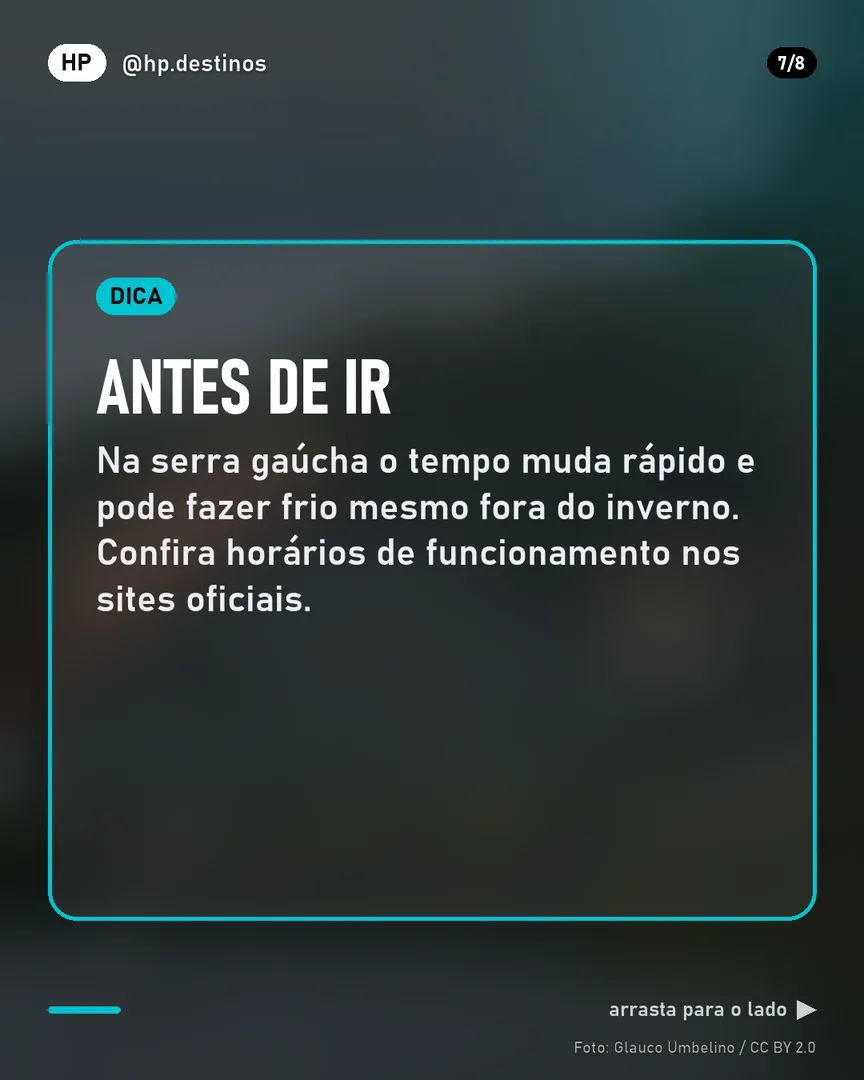 HP @hp.destinos 7/8
DICA
ANTES DE IR
Na serra gaúcha o tempo muda rápido e
pode fazer frio mesmo fora do inverno.
Confira horários de funcionamento nos
sites oficiais.
arrasta para o lado ▶
Foto: Glauco Umbelino / CC BY 2.0